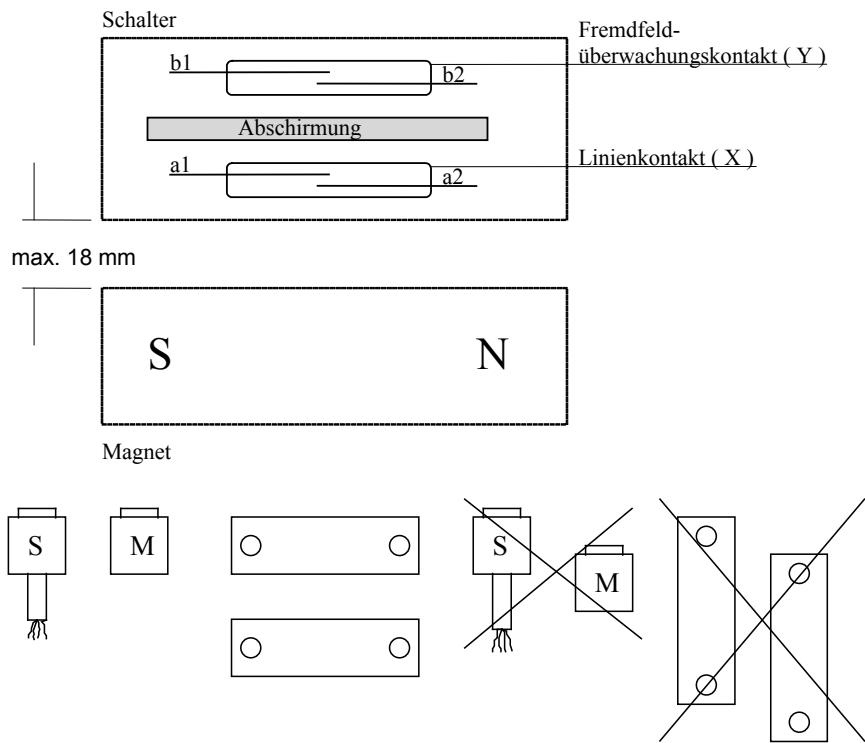 Schalter
Fremdfeld-
überwachungskontakt ( Y )
b1
b2
Abschirmung
Linienkontakt ( X )
a1
a2
max. 18 mm
S N
Magnet
S M S M